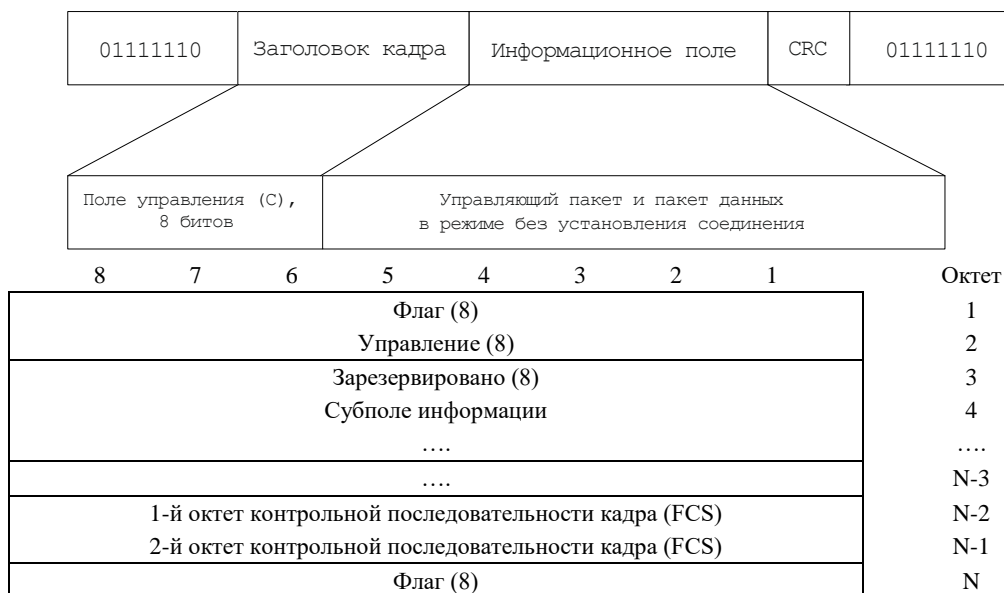 01111110 Заголовок кадра Информационное поле CRC 01111110
Поле управления (С), 8 битов
Управляющий пакет и пакет данных
в режиме без установления соединения
8 7 6 5 4 3 2 1 Октет
Флаг (8) 1
Управление (8) 2
Зарезервировано (8) 3
Субполе информации 4
…. ….
…. N-3
1-й октет контрольной последовательности кадра (FCS) N-2
2-й октет контрольной последовательности кадра (FCS) N-1
Флаг (8) N